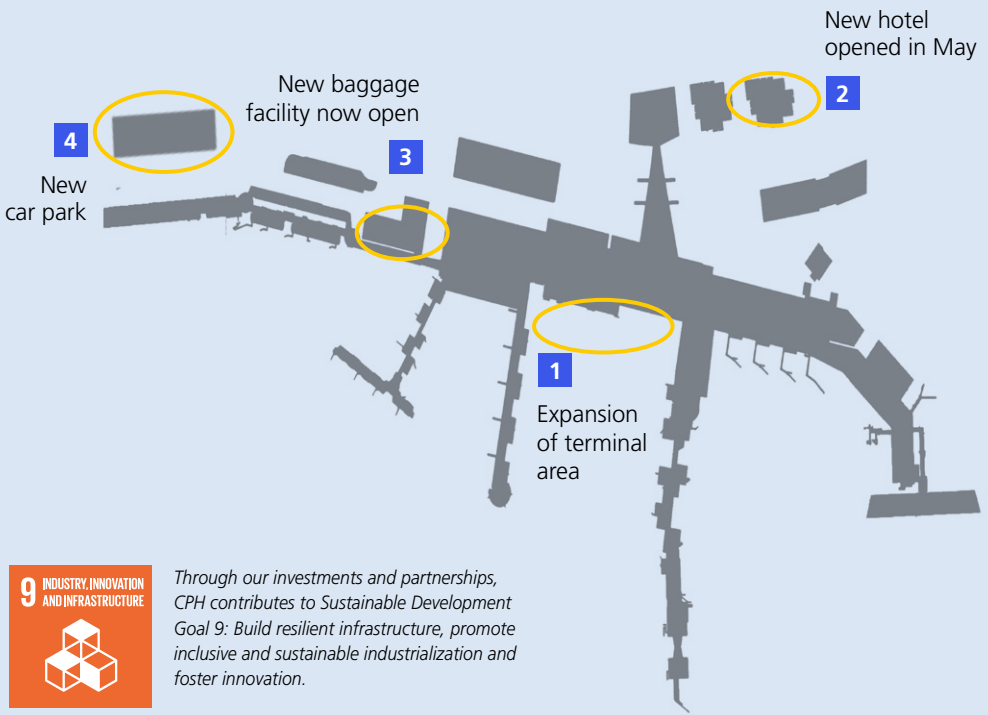 New hotel
opened in May
2
New baggage
facility now open
3
4
New
car park
1
Expansion
of terminal
area
9 INDUSTRY, INNOVATION
AND INFRASTRUCTURE
Through our investments and partnerships,
CPH contributes to Sustainable Development
Goal 9: Build resilient infrastructure, promote
inclusive and sustainable industrialization and
foster innovation.